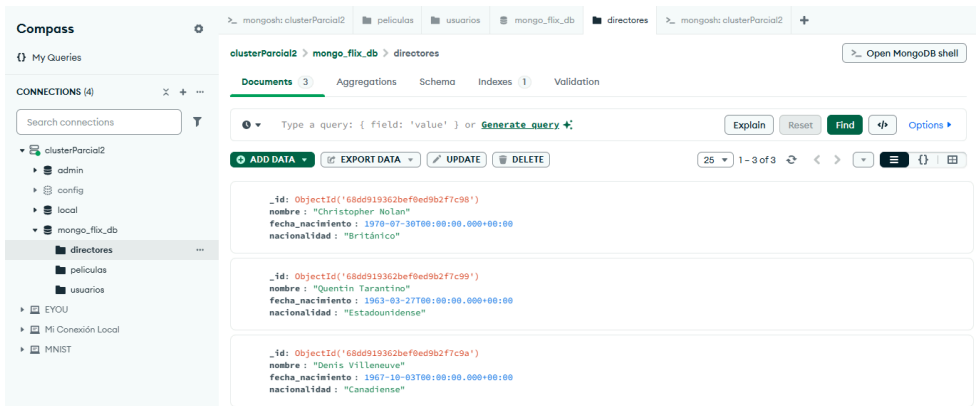 Compass
{} My Queries
CONNECTIONS (4)
Search connections
clusterParcial2
admin
config
local
mongo_flix_db
directores
peliculas
usuarios
EYOU
Mi Conexión Local
MNIST
>_ mongosh: clusterParcial2
peliculas
usuarios
mongo_flix_db
directores
>_ mongosh: clusterParcial2
clusterParcial2 > mongo_flix_db > directores
>_ Open MongoDB shell
Documents 3 Aggregations Schema Indexes 1 Validation
Type a query: { field: 'value' } or Generate query
Explain Reset Find </> Options
ADD DATA EXPORT DATA UPDATE DELETE
25 1 – 3 of 3 {}
_id: ObjectId('68dd919362bef0ed9b2f7c98')
nombre : "Christopher Nolan"
fecha_nacimiento : 1970-07-30T00:00:00.000+00:00
nacionalidad : "Británico"
_id: ObjectId('68dd919362bef0ed9b2f7c99')
nombre : "Quentin Tarantino"
fecha_nacimiento : 1963-03-27T00:00:00.000+00:00
nacionalidad : "Estadounidense"
_id: ObjectId('68dd919362bef0ed9b2f7c9a')
nombre : "Denis Villeneuve"
fecha_nacimiento : 1967-10-03T00:00:00.000+00:00
nacionalidad : "Canadiense"